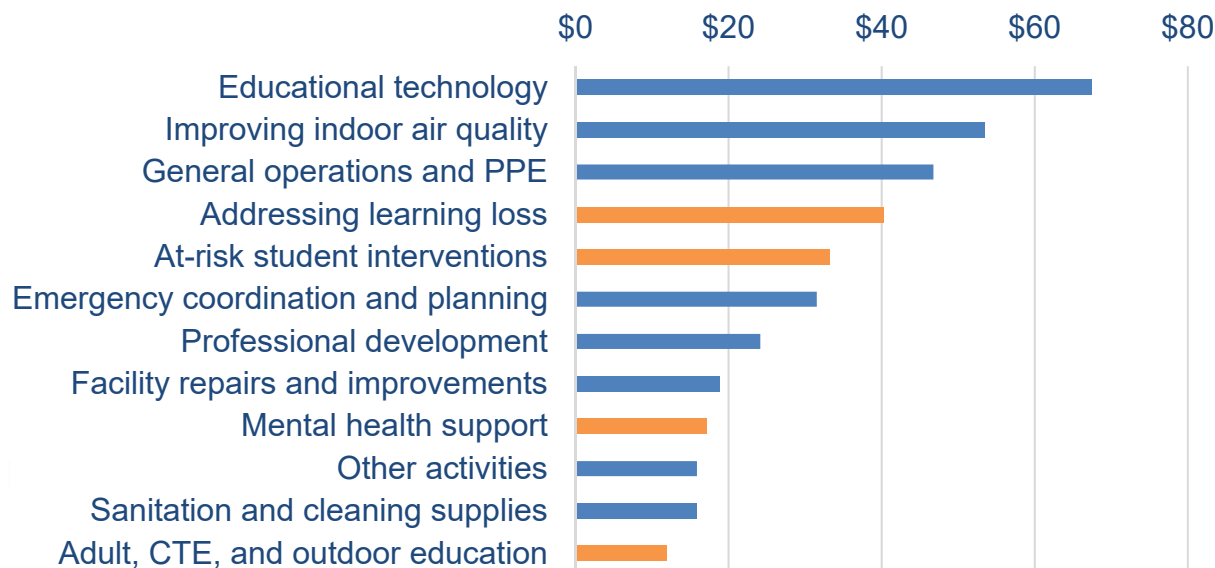 $0 $20 $40 $60 $80
Educational technology
Improving indoor air quality
General operations and PPE
Addressing learning loss
At-risk student interventions
Emergency coordination and planning
Professional development
Facility repairs and improvements
Mental health support
Other activities
Sanitation and cleaning supplies
Adult, CTE, and outdoor education